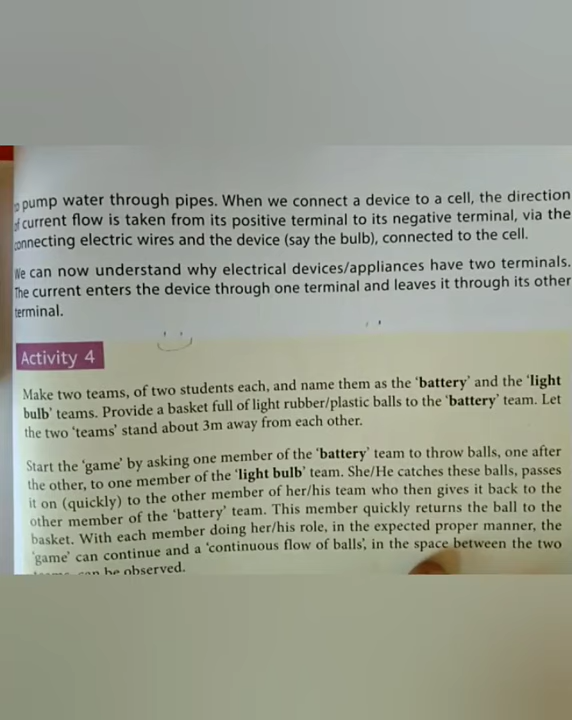 pump water through pipes. When we connect a device to a cell, the direction
of current flow is taken from its positive terminal to its negative terminal, via the
connecting electric wires and the device (say the bulb), connected to the cell.
We can now understand why electrical devices/appliances have two terminals.
The current enters the device through one terminal and leaves it through its other
terminal.
Activity 4
Make two teams, of two students each, and name them as the 'battery' and the 'light
bulb' teams. Provide a basket full of light rubber/plastic balls to the 'battery' team. Let
the two 'teams' stand about 3m away from each other.
Start the 'game' by asking one member of the 'battery' team to throw balls, one after
the other, to one member of the 'light bulb' team. She/He catches these balls, passes
it on (quickly) to the other member of her/his team who then gives it back to the
other member of the 'battery' team. This member quickly returns the ball to the
basket. With each member doing her/his role, in the expected proper manner, the
'game' can continue and a 'continuous flow of balls', in the space between the two
can be observed.